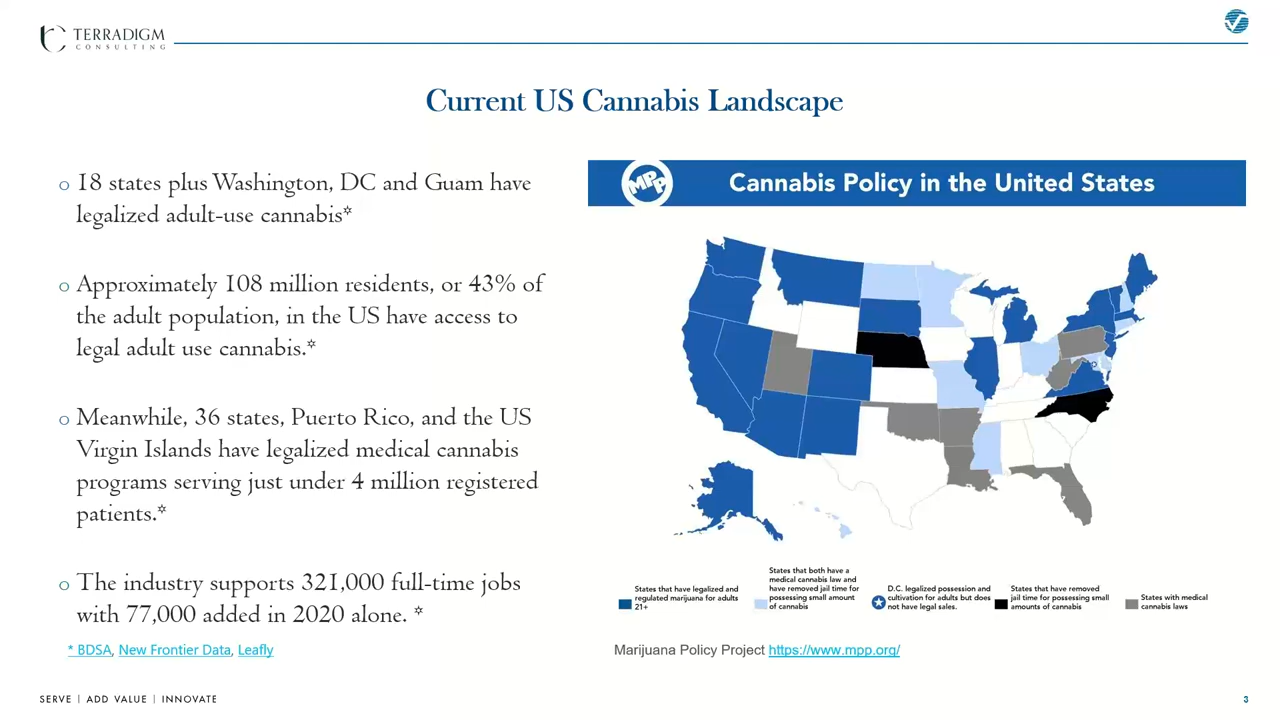 TERRADIGM
CONSULTING
Current US Cannabis Landscape
o 18 states plus Washington, DC and Guam have
legalized adult-use cannabis*
o Approximately 108 million residents, or 43% of
the adult population, in the US have access to
legal adult use cannabis.*
o Meanwhile, 36 states, Puerto Rico, and the US
Virgin Islands have legalized medical cannabis
programs serving just under 4 million registered
patients.*
o The industry supports 321,000 full-time jobs
with 77,000 added in 2020 alone. *
* BDSA, New Frontier Data, Leafly
MPP
Cannabis Policy in the United States
States that have legalized and
regulated marijuana for adults
21+
States that both have a
medical cannabis law and
have removed jail time for
possessing small amount
of cannabis
D.C. legalized possession and
cultivation for adults but does
not have legal sales.
States that have removed
jail time for possessing small
amounts of cannabis
States with medical
cannabis laws
Marijuana Policy Project https://www.mpp.org/
SERVE | ADD VALUE | INNOVATE
3